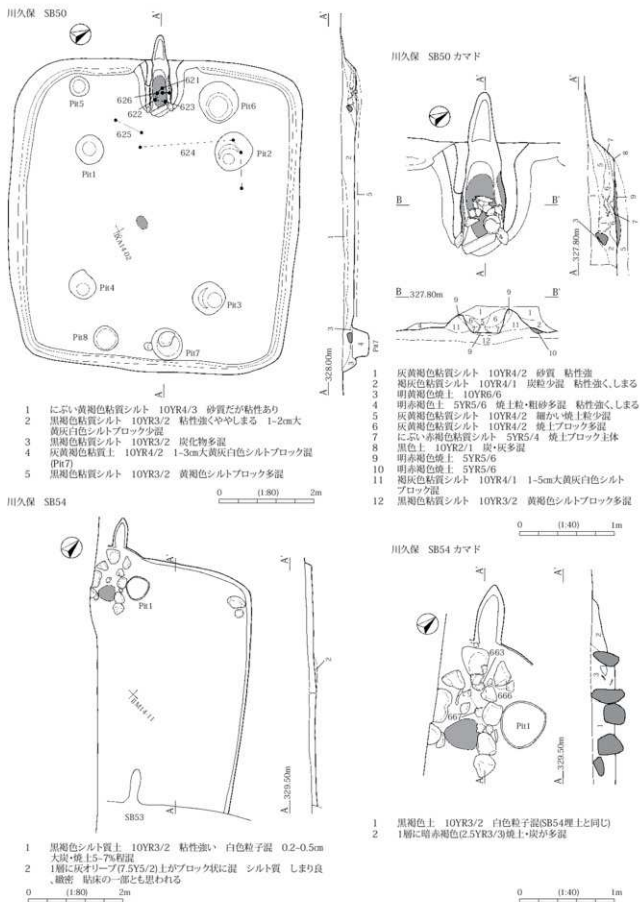 川久保 SB50
A'
A'
621
626
622
623
625
624
Pit5
Pit6
Pit1
Pit2
Pit4
Pit3
Pit8
Pit7
2
5
1
3
4
Pit7
A 328.00m
1 にぶい黄褐色粘質シルト 10YR4/3 砂質だが粘性あり
2 黒褐色粘質シルト 10YR3/2 粘性強くややしまる 1-2cm大
黄灰白色シルトブロック少混
3 黒褐色粘質シルト 10YR3/2 炭化物多混
4 灰黄褐色粘質土 10YR4/2 1-3cm大黄灰白色シルトブロック混
(Pit7)
5 黒褐色粘質シルト 10YR3/2 黄褐色シルトブロック多混
0 (1:80) 2m
川久保 SB50 カマド
A'
A'
B
B'
A
A 327.80m
B 327.80m
B'
1 灰黄褐色粘質シルト 10YR4/2 砂質 粘性強
2 褐灰色粘質シルト 10YR4/1 炭粒少混 粘性強く、しまる
3 明黄褐色焼土 10YR6/6
4 明赤褐色土 5YR5/6 焼土粒・粗砂多混 粘性強く、しまる
5 灰黄褐色粘質シルト 10YR4/2 細かい焼土粒少混
6 灰黄褐色粘質シルト 10YR4/2 焼土ブロック多混
7 にぶい赤褐色粘質シルト 5YR5/4 焼土ブロック主体
8 黒色土 10YR2/1 炭・灰多混
9 明赤褐色焼土 5YR5/6
10 明赤褐色焼土 5YR5/6
11 褐灰色粘質シルト 10YR4/1 1-5cm大黄灰白色シルト
ブロック混
12 黒褐色粘質シルト 10YR3/2 黄褐色シルトブロック多混
0 (1:40) 1m
川久保 SB54
A'
A'
Pit1
2
SB53
A
A 329.50m
1 黒褐色シルト質土 10YR3/2 粘性強い 白色粒子混 0.2-0.5cm
大炭・焼土5-7%程混
2 1層に灰オリーブ(7.5Y5/2)土がブロック状に混 シルト質 しまり良
、緻密 貼床の一部とも思われる
0 (1:80) 2m
川久保 SB54 カマド
A'
A'
663
666
667
Pit1
2
3
1
A
A 329.50m
1 黒褐色土 10YR3/2 白色粒子混(SB54埋土と同じ)
2 1層に暗赤褐色(2.5YR3/3)焼土・炭が多混
0 (1:40) 1m